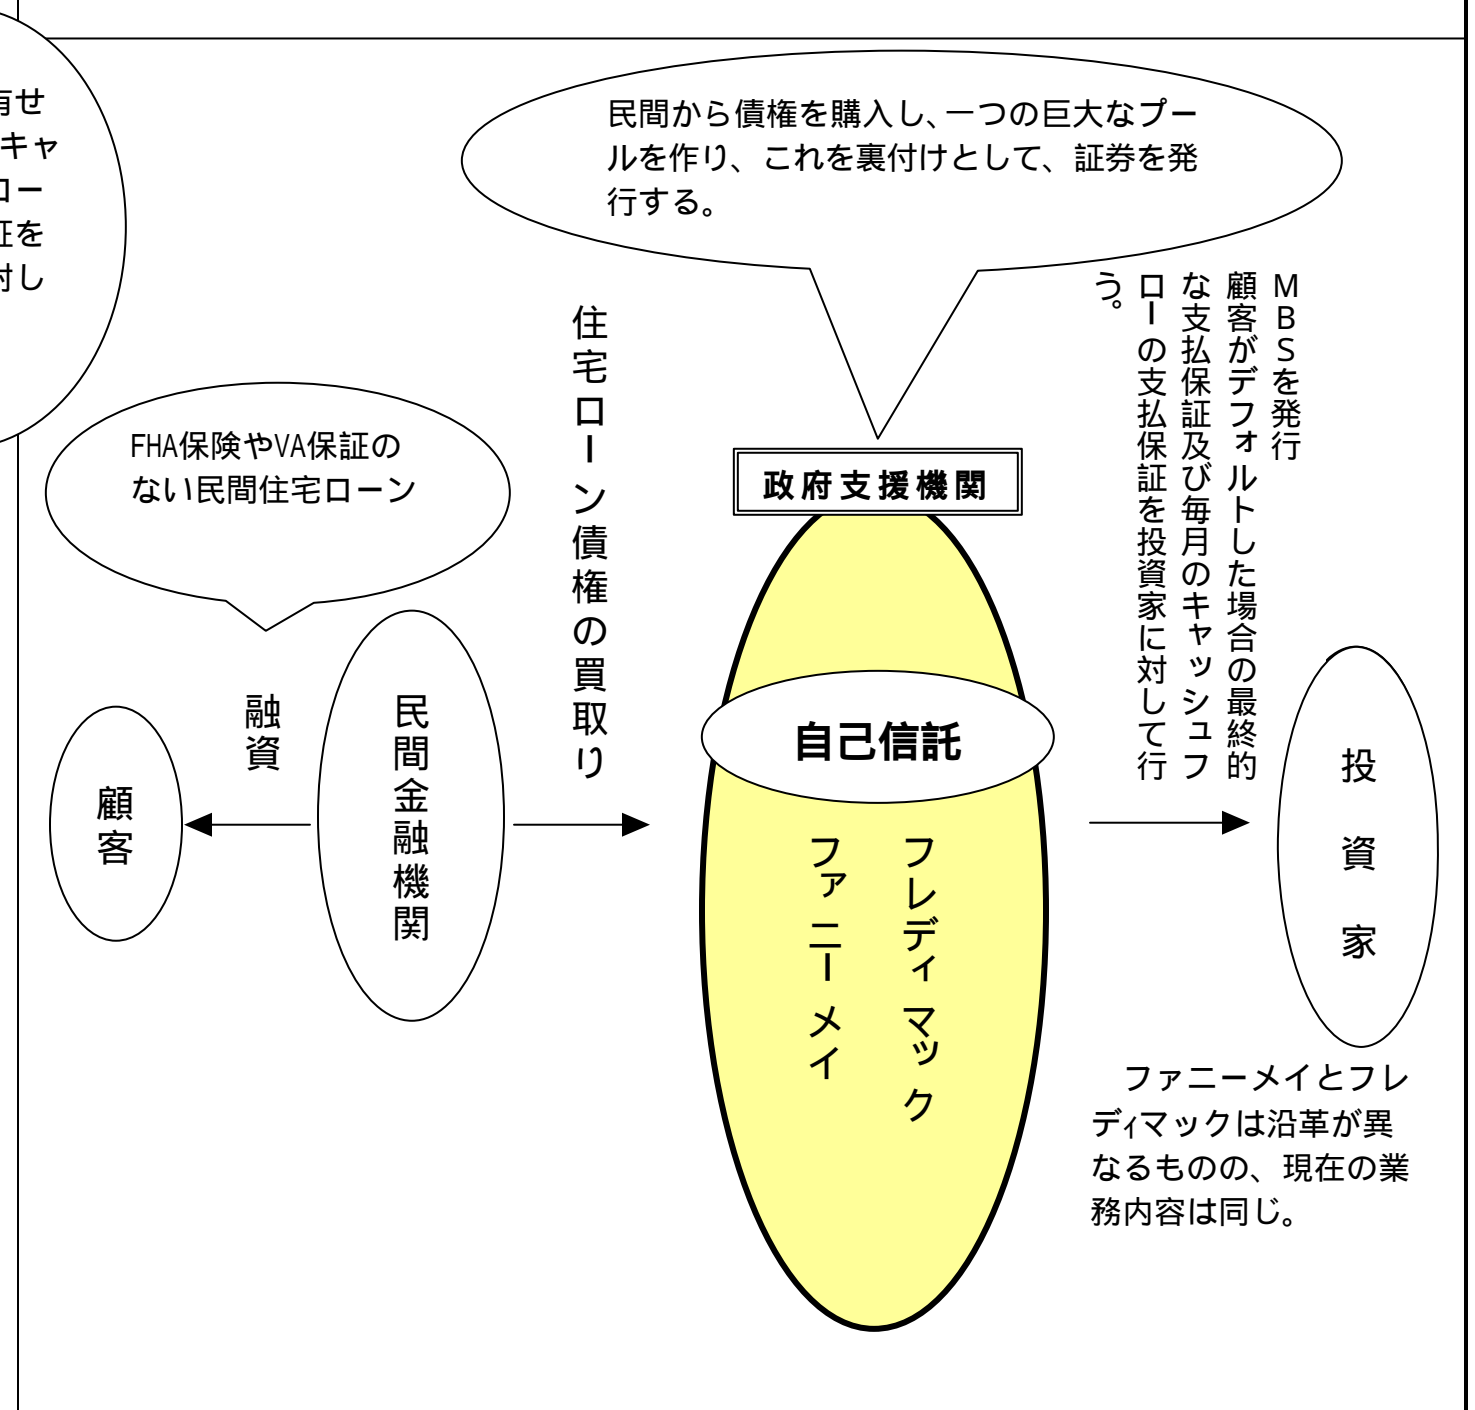 有せ
キャ
ロー
証を
対し
民間から債権を購入し、一つの巨大なプー
ルを作り、これを裏付けとして、証券を発
行する。
FHA保険やVA保証の
ない民間住宅ローン
住宅ローン債権の買取り
政府支援機関
MBSを発行
顧客がデフォルトした場合の最終的
な支払保証及び毎月のキャッシュフ
ローの支払保証を投資家に対して行
う。
顧客
融資
民間金融機関
自己信託
フレディマック
ファニーメイ
投資家
ファニーメイとフレ
ディマックは沿革が異
なるものの、現在の業
務内容は同じ。